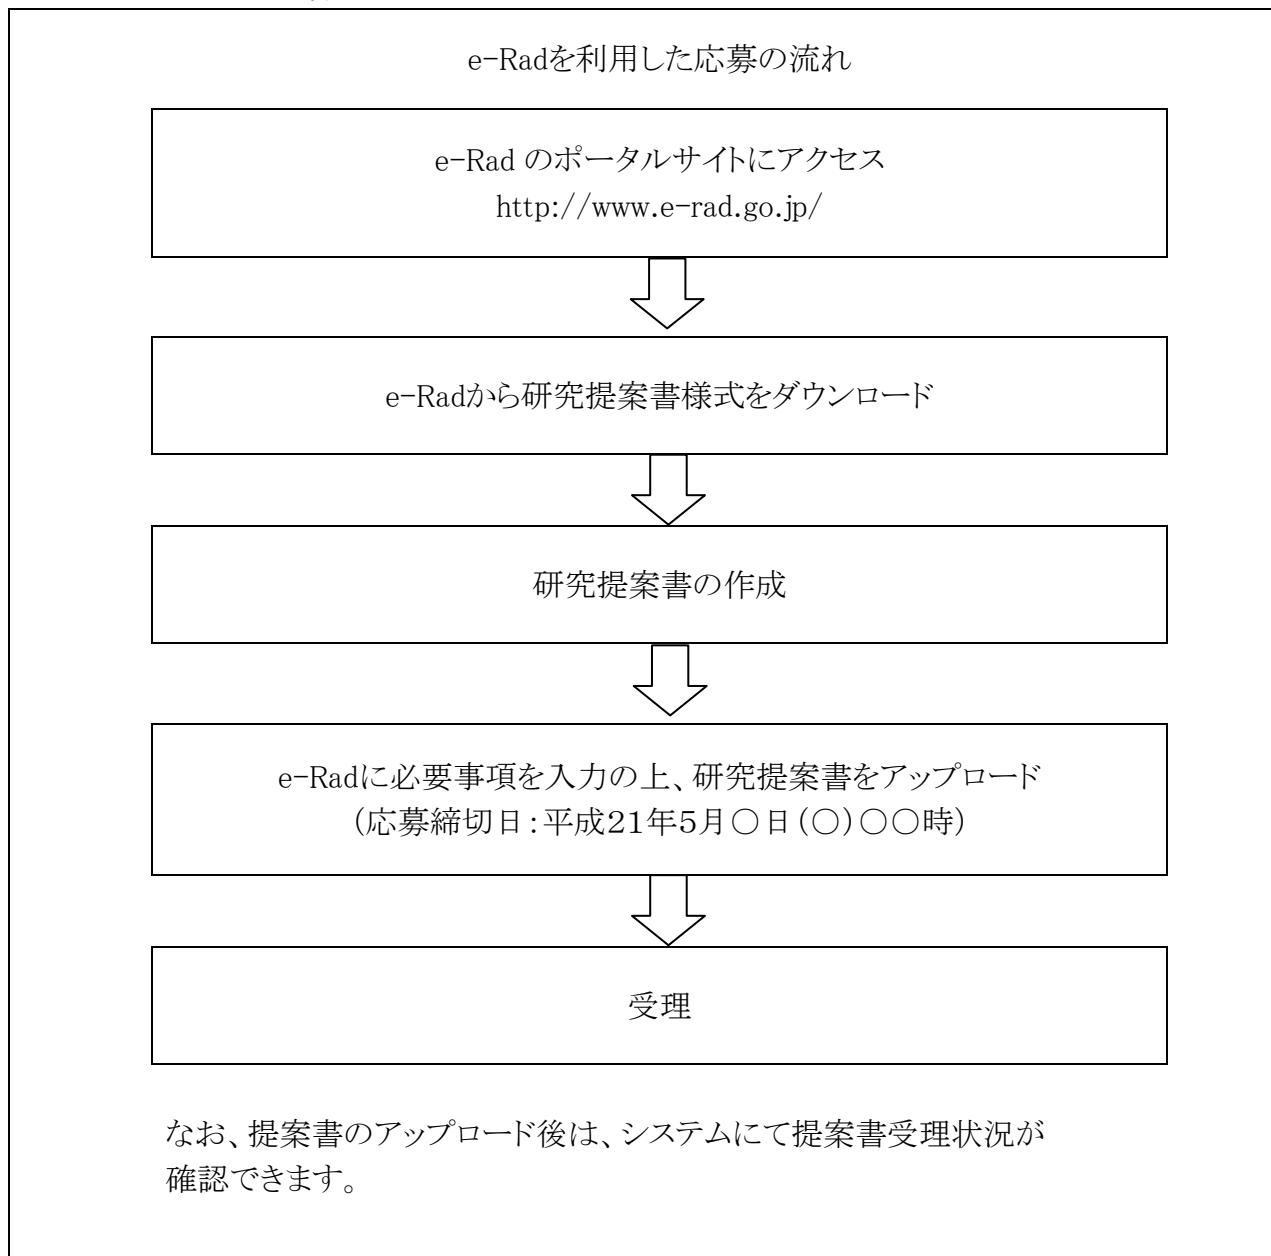 e-Radを利用した応募の流れ
e-Rad のポータルサイトにアクセス
http://www.e-rad.go.jp/
e-Radから研究提案書様式をダウンロード
研究提案書の作成
e-Radに必要事項を入力の上、研究提案書をアップロード
（応募締切日：平成２１年５月○日（○）○○時）
受理
なお、提案書のアップロード後は、システムにて提案書受理状況が
確認できます。